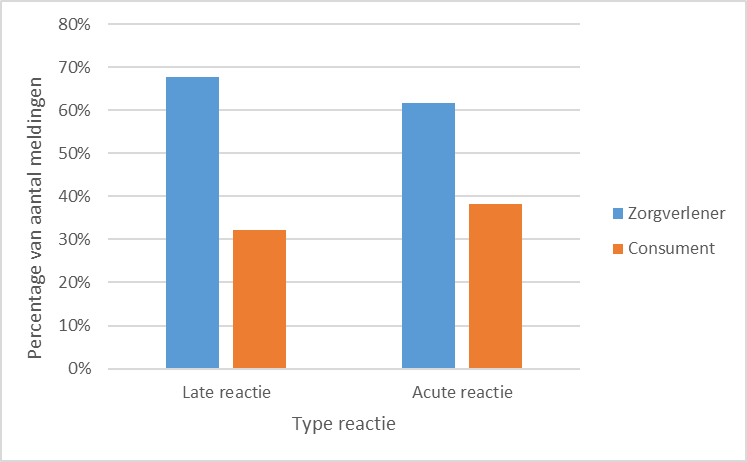 80%
70%
60%
50%
40%
30%
20%
10%
0%
Percentage van aantal meldingen
Late reactie
Acute reactie
Type reactie
Zorgverlener
Consument